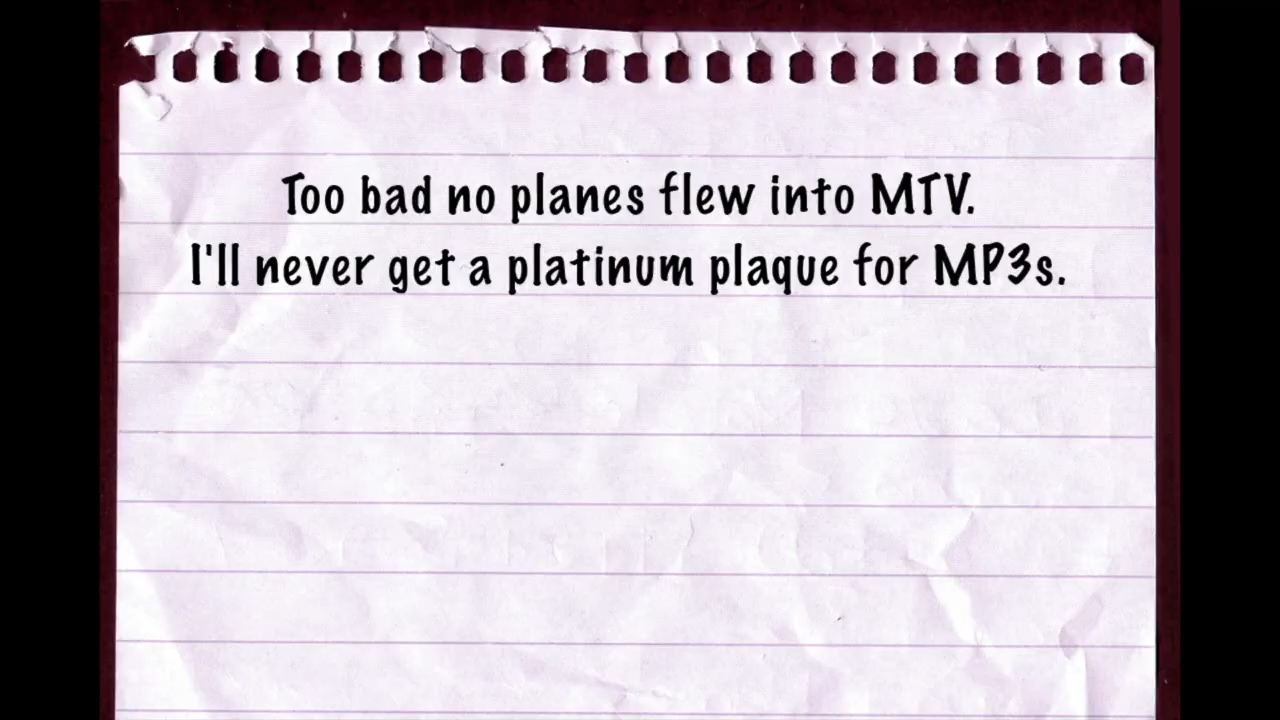 Too bad no planes flew into MTV.
I'll never get a platinum plaque for MP3s.